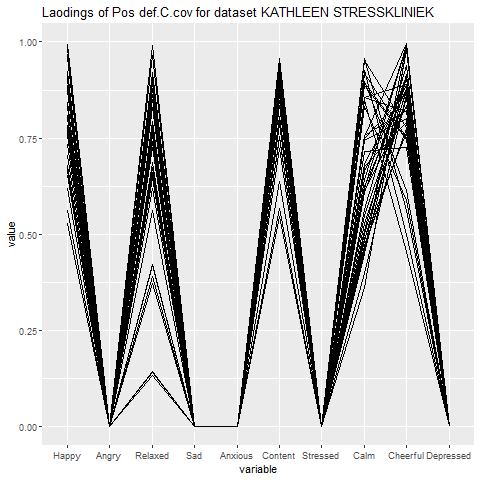 Laodings of Pos def.C.cov for dataset KATHLEEN STRESSKLINIEK
1.00
0.75
0.50
0.25
0.00
value
Happy Angry Relaxed Sad Anxious Content Stressed Calm Cheerful Depressed
variable